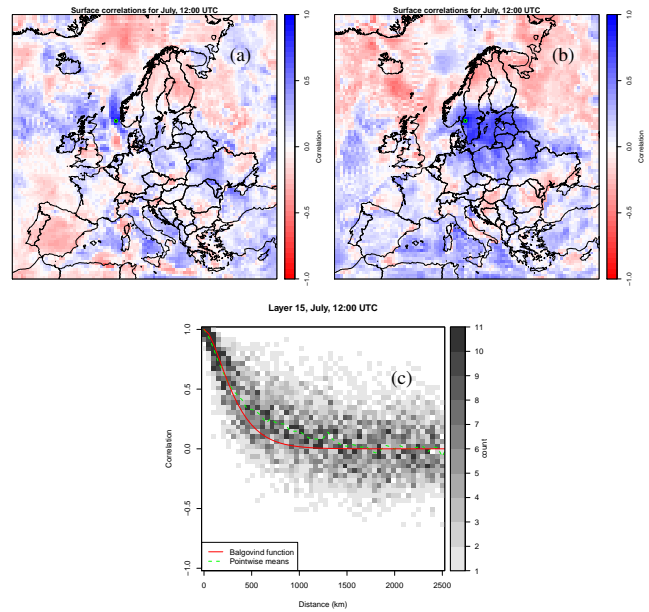 Surface correlations for July, 12:00 UTC
(a)
1.0
0.5
0.0
−0.5
−1.0
Correlation
Surface correlations for July, 12:00 UTC
(b)
1.0
0.5
0.0
−0.5
−1.0
Correlation
Layer 15, July, 12:00 UTC
(c)
1.0
0.5
0.0
−0.5
−1.0
Correlation
Balgovind function
Pointwise means
0
500
1000
1500
2000
2500
Distance (km)
11
10
9
8
7
6
5
4
3
2
1
count